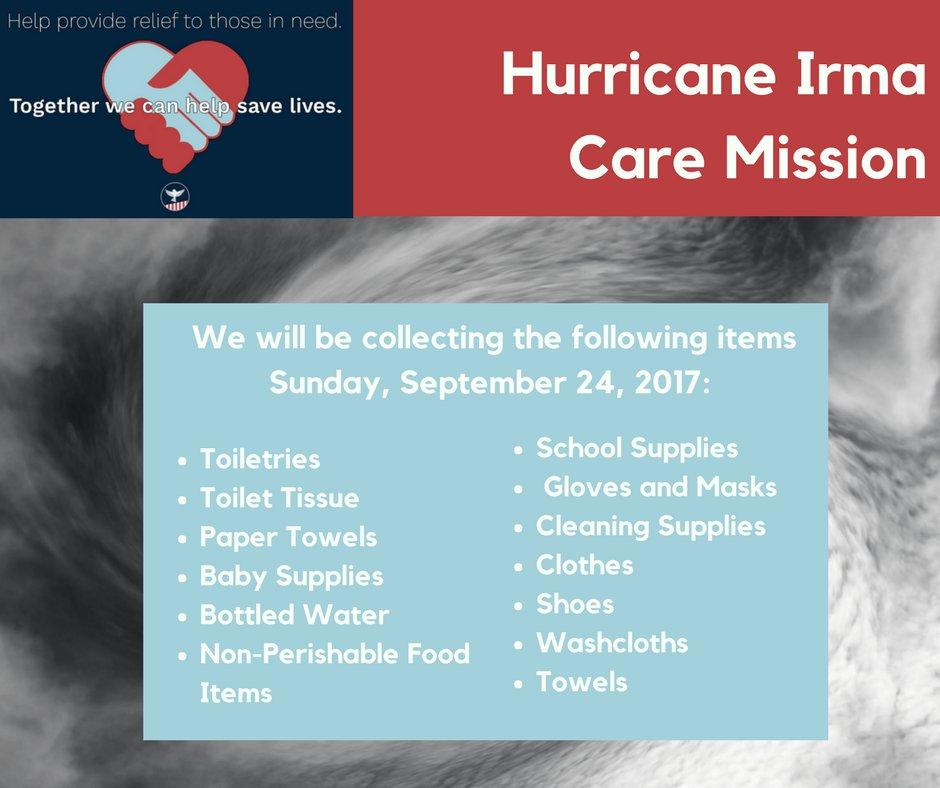 Help provide relief to those in need.
Together we can help save lives.
Hurricane Irma
Care Mission
We will be collecting the following items
Sunday, September 24, 2017:
• Toiletries
• Toilet Tissue
• Paper Towels
• Baby Supplies
• Bottled Water
• Non-Perishable Food
Items
• School Supplies
• Gloves and Masks
• Cleaning Supplies
• Clothes
• Shoes
• Washcloths
• Towels